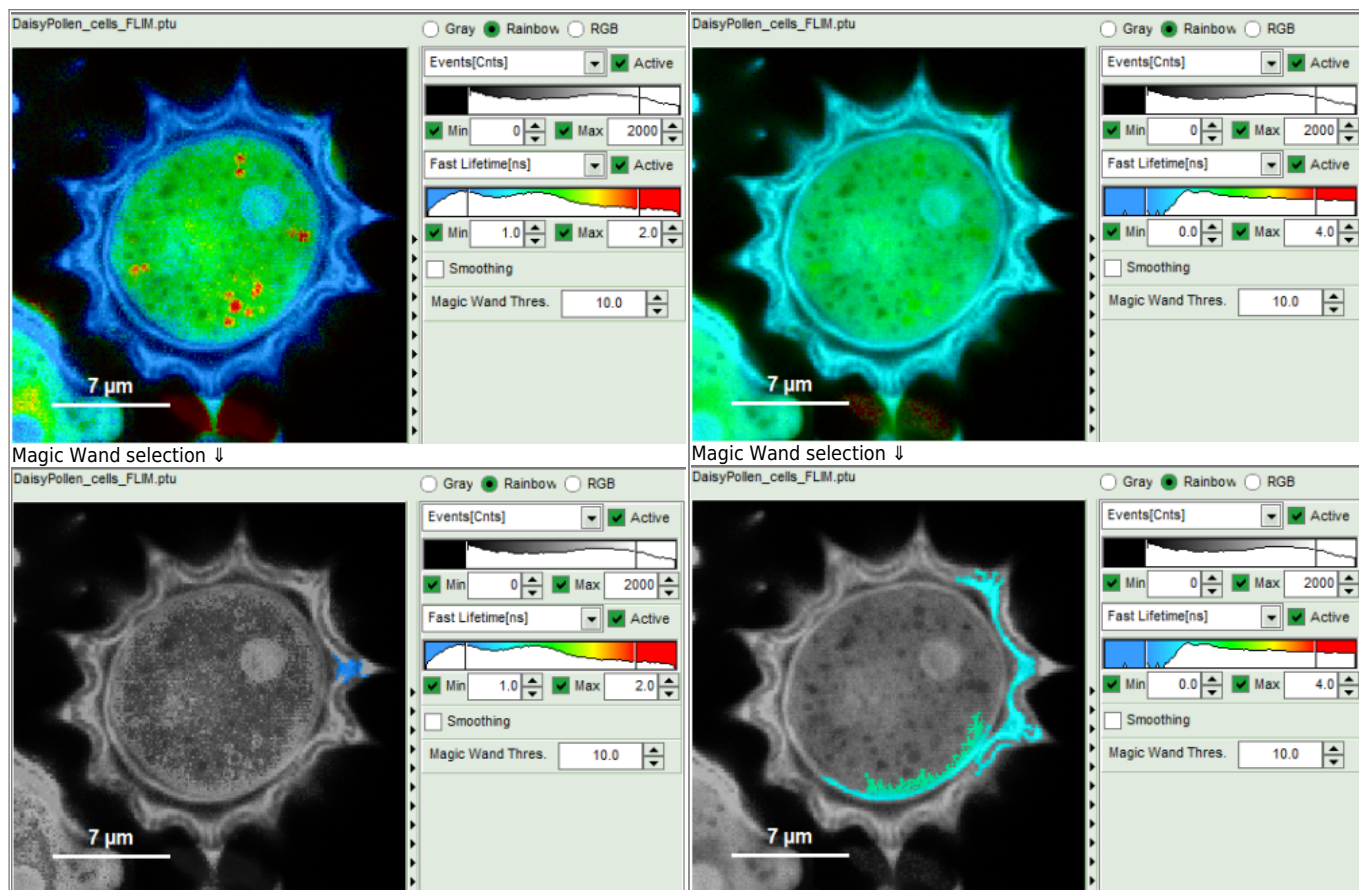 DaisyPollen_cells_FLIM.ptu
Gray Rainbow RGB
Events[Cnts] Active
Min 0 Max 2000
Fast Lifetime[ns] Active
Min 1.0 Max 2.0
Smoothing
Magic Wand Thres. 10.0
7 µm
Magic Wand selection ⇓
DaisyPollen_cells_FLIM.ptu
Gray Rainbow RGB
Events[Cnts] Active
Min 0 Max 2000
Fast Lifetime[ns] Active
Min 0.0 Max 4.0
Smoothing
Magic Wand Thres. 10.0
7 µm
Magic Wand selection ⇓
DaisyPollen_cells_FLIM.ptu
Gray Rainbow RGB
Events[Cnts] Active
Min 0 Max 2000
Fast Lifetime[ns] Active
Min 1.0 Max 2.0
Smoothing
Magic Wand Thres. 10.0
7 µm
DaisyPollen_cells_FLIM.ptu
Gray Rainbow RGB
Events[Cnts] Active
Min 0 Max 2000
Fast Lifetime[ns] Active
Min 0.0 Max 4.0
Smoothing
Magic Wand Thres. 10.0
7 µm